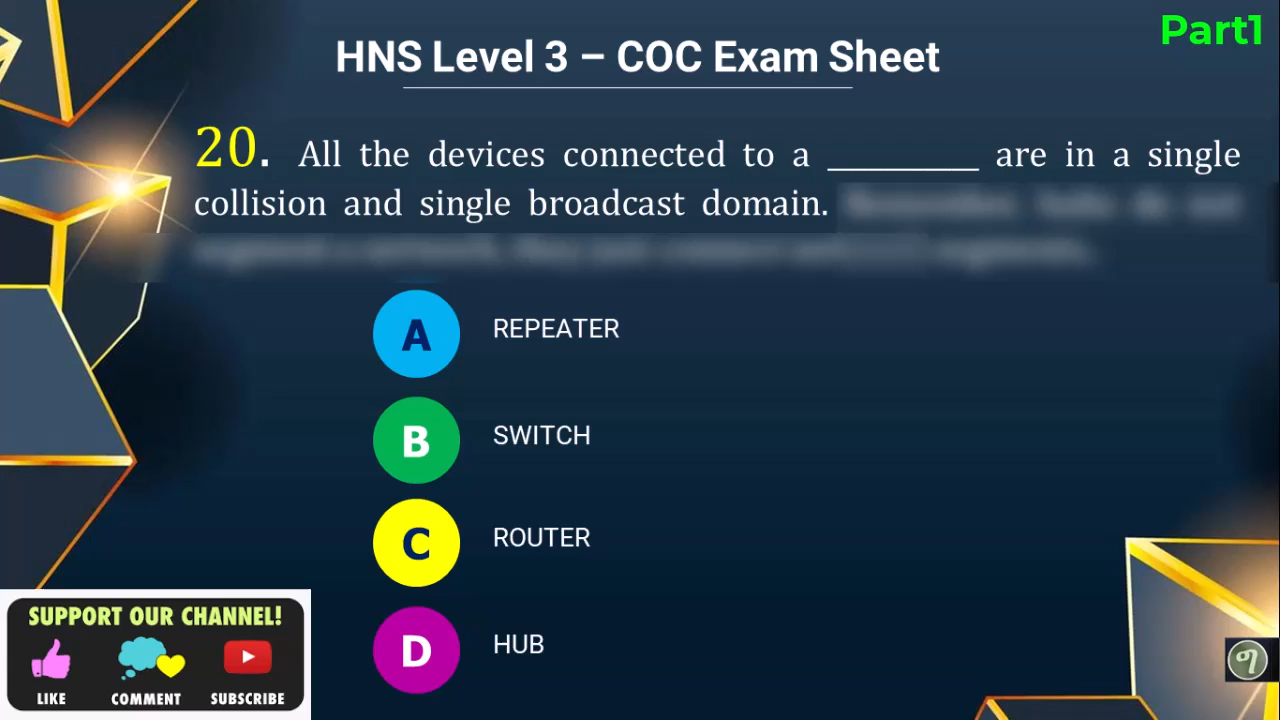 Part1
HNS Level 3 – COC Exam Sheet
20. All the devices connected to a __________ are in a single
collision and single broadcast domain.
A REPEATER
B SWITCH
C ROUTER
D HUB
SUPPORT OUR CHANNEL!
LIKE COMMENT SUBSCRIBE